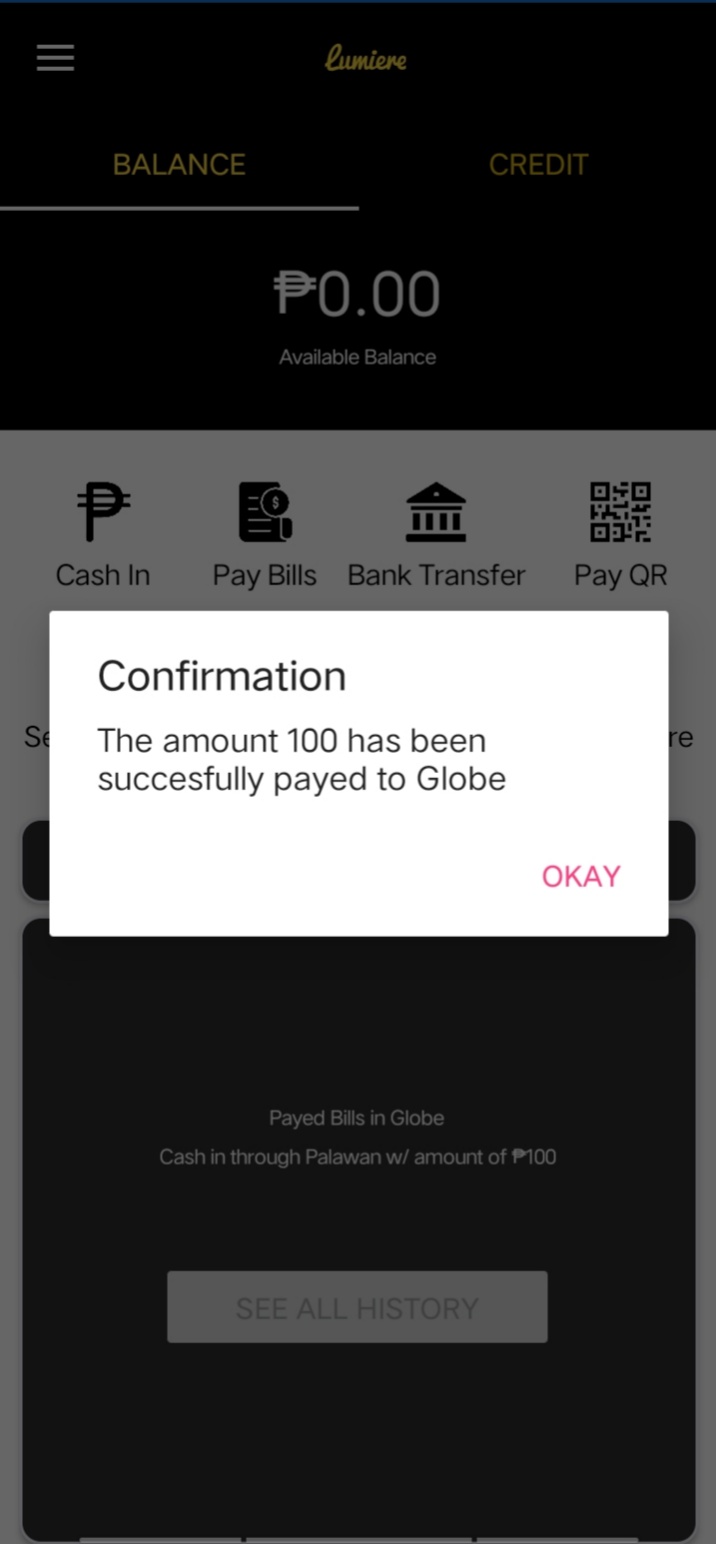 Lumiere
BALANCE CREDIT
₱0.00
Available Balance
Cash In Pay Bills Bank Transfer Pay QR
Confirmation
The amount 100 has been
succesfully payed to Globe
OKAY
Payed Bills in Globe
Cash in through Palawan w/ amount of ₱100
SEE ALL HISTORY